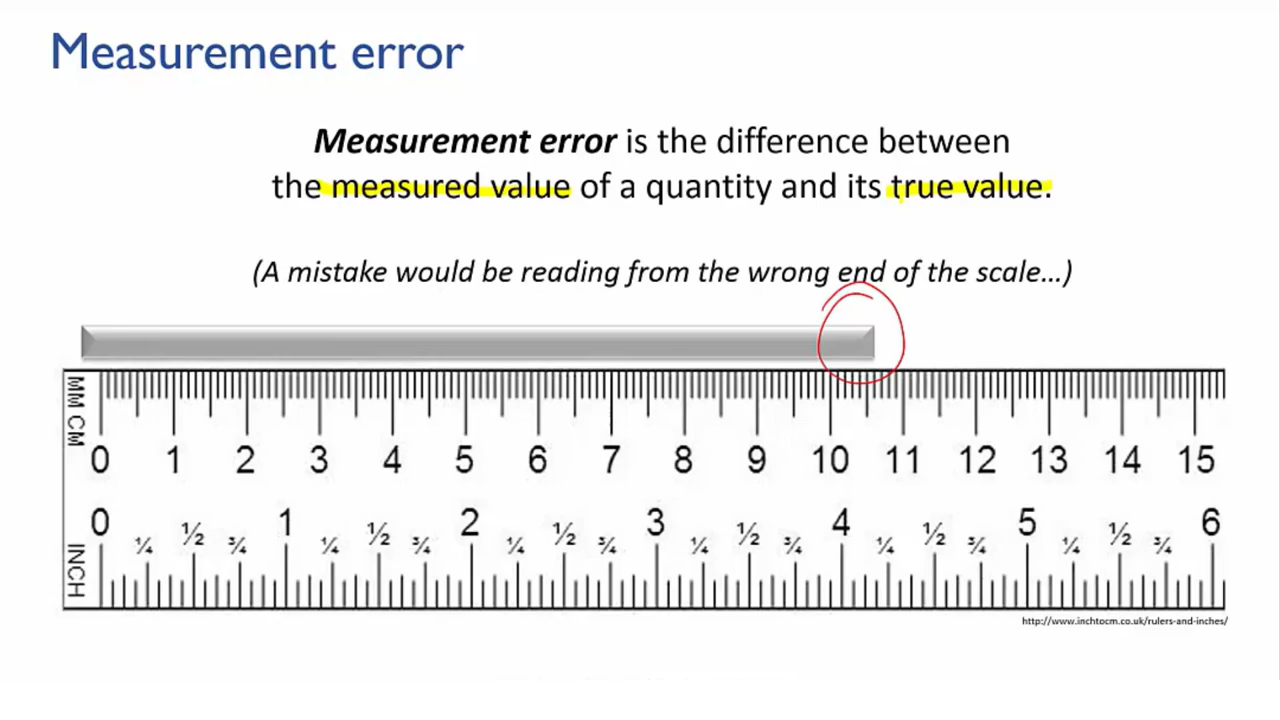 Measurement error
Measurement error is the difference between
the measured value of a quantity and its true value.
(A mistake would be reading from the wrong end of the scale...)
MM CM
0 1 2 3 4 5 6 7 8 9 10 11 12 13 14 15
0 ¼ ½ ¾ 1 ¼ ½ ¾ 2 ¼ ½ ¾ 3 ¼ ½ ¾ 4 ¼ ½ ¾ 5 ¼ ½ ¾ 6
INCH
http://www.inchtocm.co.uk/rulers-and-inches/